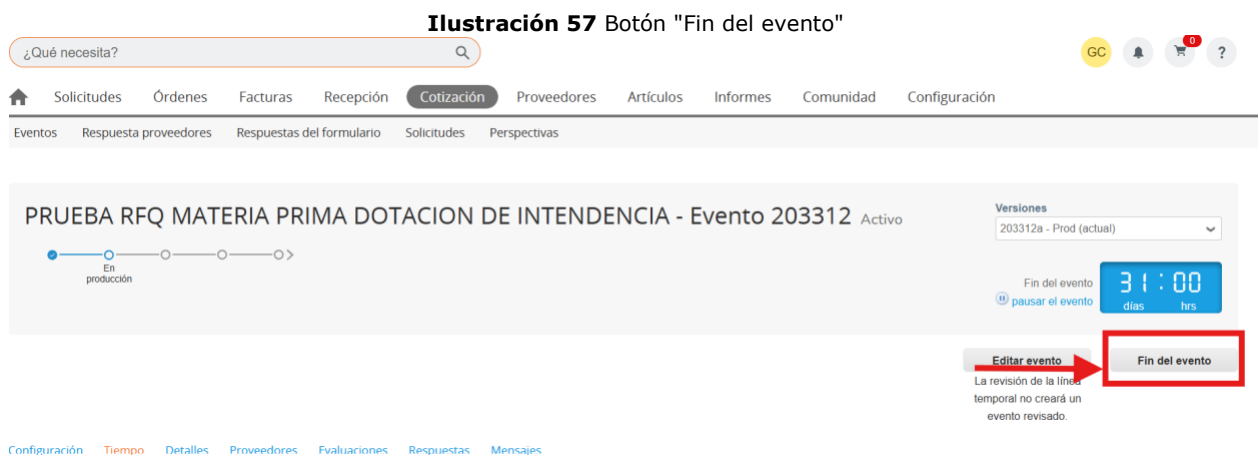 Ilustración 57 Botón "Fin del evento"
¿Qué necesita?
GC
0
?
Solicitudes Órdenes Facturas Recepción Cotización Proveedores Artículos Informes Comunidad Configuración
Eventos Respuesta proveedores Respuestas del formulario Solicitudes Perspectivas
PRUEBA RFQ MATERIA PRIMA DOTACION DE INTENDENCIA - Evento 203312 Activo
En
producción
Versiones
203312a - Prod (actual)
Fin del evento
pausar el evento
31:00
días hrs
Editar evento
Fin del evento
La revisión de la línea
temporal no creará un
evento revisado.
Configuración Tiempo Detalles Proveedores Evaluaciones Respuestas Mensajes